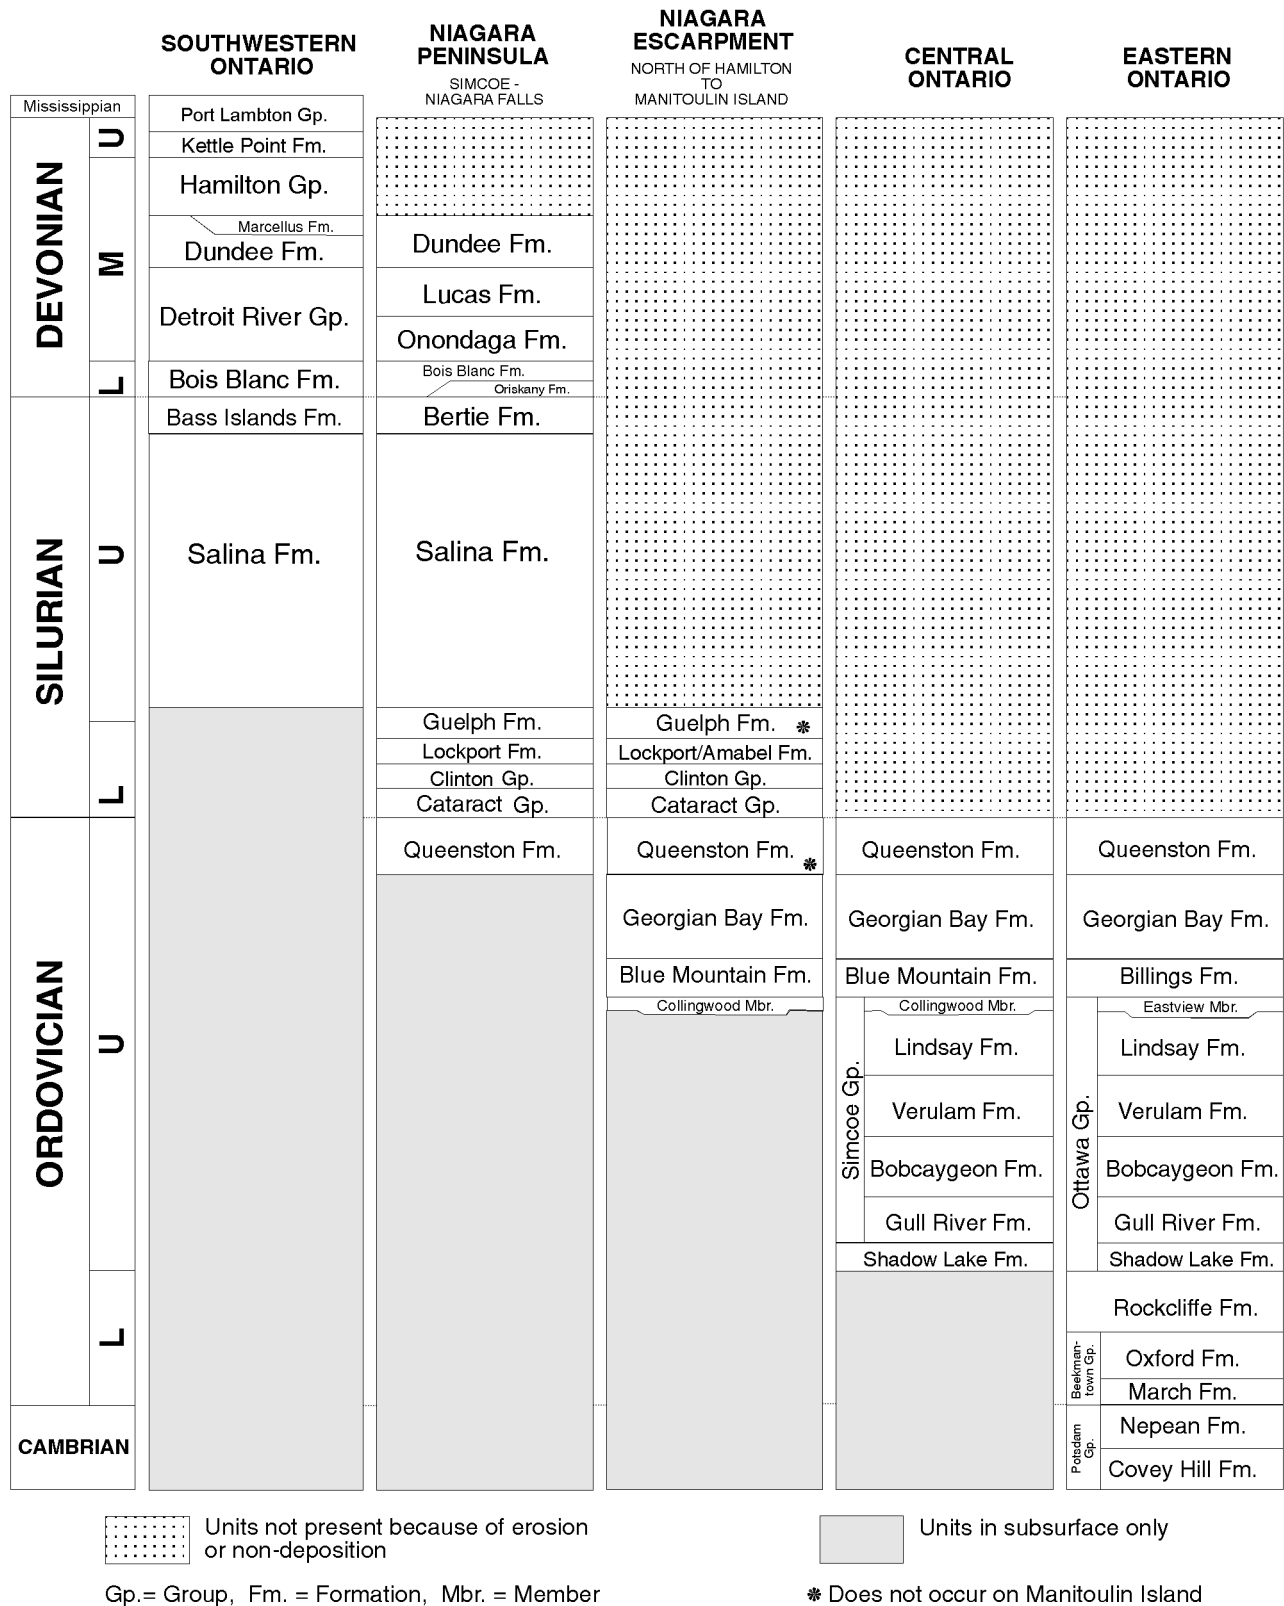 SOUTHWESTERN
ONTARIO
NIAGARA
PENINSULA
SIMCOE -
NIAGARA FALLS
NIAGARA
ESCARPMENT
NORTH OF HAMILTON
TO
MANITOULIN ISLAND
CENTRAL
ONTARIO
EASTERN
ONTARIO
Mississippian
DEVONIAN
U
M
L
SILURIAN
U
L
ORDOVICIAN
U
L
CAMBRIAN
Port Lambton Gp.
Kettle Point Fm.
Hamilton Gp.
Marcellus Fm.
Dundee Fm.
Detroit River Gp.
Bois Blanc Fm.
Bass Islands Fm.
Salina Fm.
Dundee Fm.
Lucas Fm.
Onondaga Fm.
Bois Blanc Fm.
Oriskany Fm.
Bertie Fm.
Salina Fm.
Guelph Fm.
Lockport Fm.
Clinton Gp.
Cataract Gp.
Queenston Fm.
Guelph Fm. *
Lockport/Amabel Fm.
Clinton Gp.
Cataract Gp.
Queenston Fm. *
Georgian Bay Fm.
Blue Mountain Fm.
Collingwood Mbr.
Queenston Fm.
Georgian Bay Fm.
Blue Mountain Fm.
Simcoe Gp.
Collingwood Mbr.
Lindsay Fm.
Verulam Fm.
Bobcaygeon Fm.
Gull River Fm.
Shadow Lake Fm.
Queenston Fm.
Georgian Bay Fm.
Billings Fm.
Ottawa Gp.
Eastview Mbr.
Lindsay Fm.
Verulam Fm.
Bobcaygeon Fm.
Gull River Fm.
Shadow Lake Fm.
Rockcliffe Fm.
Beekman-
town Gp.
Oxford Fm.
March Fm.
Potsdam
Gp.
Nepean Fm.
Covey Hill Fm.
Units not present because of erosion
or non-deposition
Units in subsurface only
Gp.= Group, Fm. = Formation, Mbr. = Member
* Does not occur on Manitoulin Island